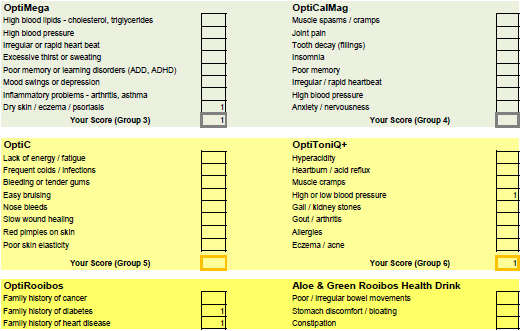 OptiMega
High blood lipids - cholesterol, triglycerides
High blood pressure
Irregular or rapid heart beat
Excessive thirst or sweating
Poor memory or learning disorders (ADD, ADHD)
Mood swings or depression
Inflammatory problems - arthritis, asthma
Dry skin / eczema / psoriasis 1
Your Score (Group 3) 1
OptiCalMag
Muscle spasms / cramps
Joint pain
Tooth decay (fillings)
Insomnia
Poor memory
Irregular / rapid heartbeat
High blood pressure
Anxiety / nervousness
Your Score (Group 4)
OptiC
Lack of energy / fatigue
Frequent colds / infections
Bleeding or tender gums
Easy bruising
Nose bleeds
Slow wound healing
Red pimples on skin
Poor skin elasticity
Your Score (Group 5)
OptiToniQ+
Hyperacidity
Heartburn / acid reflux
Muscle cramps
High or low blood pressure 1
Gall / kidney stones
Gout / arthritis
Allergies
Eczema / acne
Your Score (Group 6) 1
OptiRooibos
Family history of cancer
Family history of diabetes 1
Family history of heart disease 1
Aloe & Green Rooibos Health Drink
Poor / irregular bowel movements
Stomach discomfort / bloating
Constipation